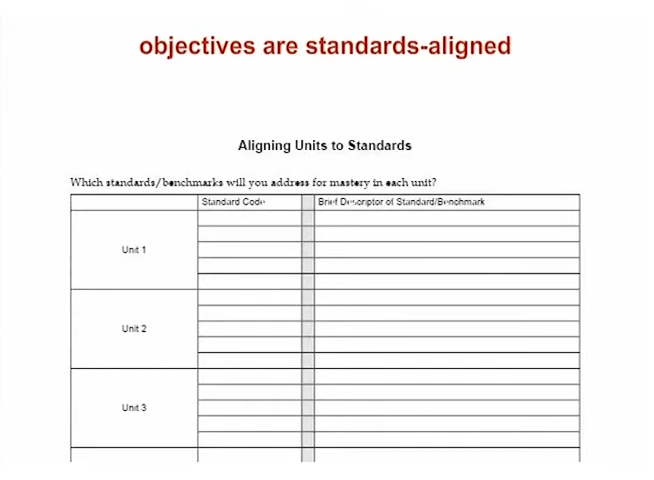 objectives are standards-aligned
Aligning Units to Standards
Which standards/benchmarks will you address for mastery in each unit?
Standard Code Brief Descriptor of Standard/Benchmark
Unit 1
Unit 2
Unit 3